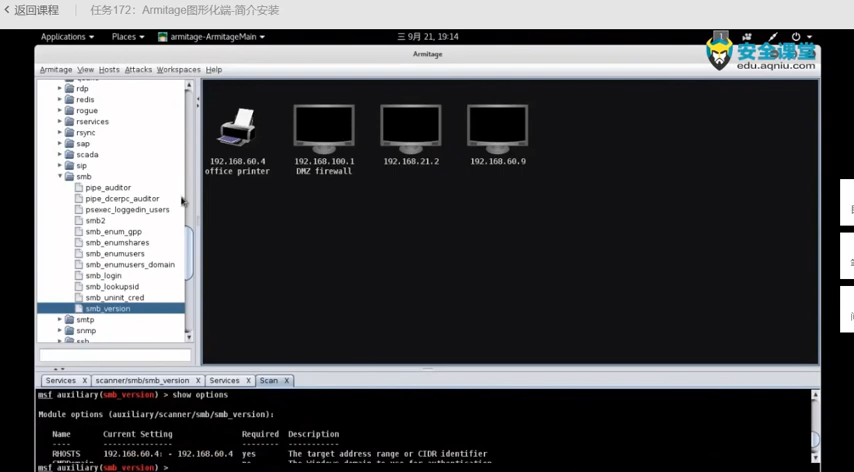 返回课程 任务172：Armitage图形化端-简介安装
Applications Places armitage-ArmitageMain 三 9月 21, 19:14
Armitage
安全课堂
edu.aqniu.com
Armitage View Hosts Attacks Workspaces Help
rdp
redis
rogue
rservices
rsync
sap
scada
sip
smb
pipe_auditor
pipe_dcerpc_auditor
psexec_loggedin_users
smb2
smb_enum_gpp
smb_enumshares
smb_enumusers
smb_enumusers_domain
smb_login
smb_lookupsid
smb_uninit_cred
smb_version
smtp
snmp
ssh
192.168.60.4 192.168.100.1 192.168.21.2 192.168.60.9
office printer DMZ firewall
Services X scanner/smb/smb_version X Services X Scan X
msf auxiliary(smb_version) > show options
Module options (auxiliary/scanner/smb/smb_version):
Name Current Setting Required Description
---- --------------- -------- -----------
RHOSTS 192.168.60.4: - 192.168.60.4 yes The target address range or CIDR identifier
msf auxiliary(smb_version) >